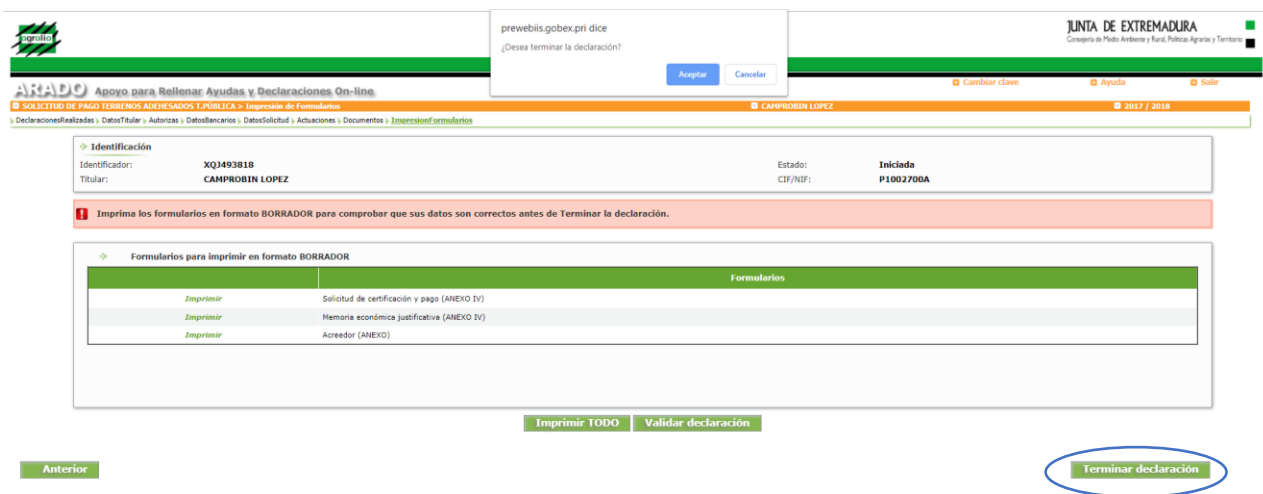 prewebiis.gobex.pri dice
¿Desea terminar la declaración?
Aceptar Cancelar
agrolio
JUNTA DE EXTREMADURA
Consejería de Medio Ambiente y Rural, Políticas Agrarias y Territorio
ARADO Apoyo para Rellenar Ayudas y Declaraciones On-line
Cambiar clave Ayuda Salir
SOLICITUD DE PAGO TERRENOS ADEHESADOS T.PÚBLICA > Impresión de Formularios CAMPROBIN LOPEZ 2017 / 2018
DeclaracionesRealizadas DatosTitular Autorizas DatosBancarios DatosSolicitud Actuaciones Documentos ImpresionFormularios
Identificación
Identificador: XQJ493818 Estado: Iniciada
Titular: CAMPROBIN LOPEZ CIF/NIF: P1002700A
Imprima los formularios en formato BORRADOR para comprobar que sus datos son correctos antes de Terminar la declaración.
Formularios para imprimir en formato BORRADOR
Formularios
Imprimir Solicitud de certificación y pago (ANEXO IV)
Imprimir Memoria económica justificativa (ANEXO IV)
Imprimir Acreedor (ANEXO)
Imprimir TODO Validar declaración
Anterior Terminar declaración